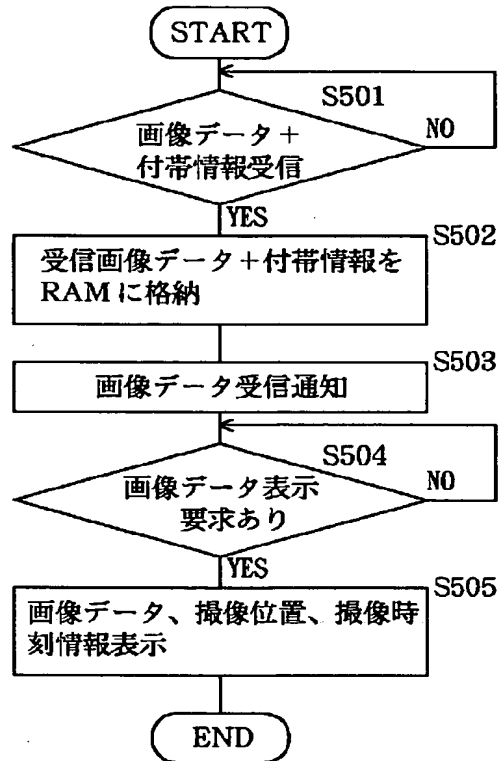 START
S501
画像データ+
付帯情報受信
NO
YES
S502
受信画像データ+付帯情報を
RAMに格納
S503
画像データ受信通知
S504
画像データ表示
要求あり
NO
YES
S505
画像データ、撮像位置、撮像時
刻情報表示
END